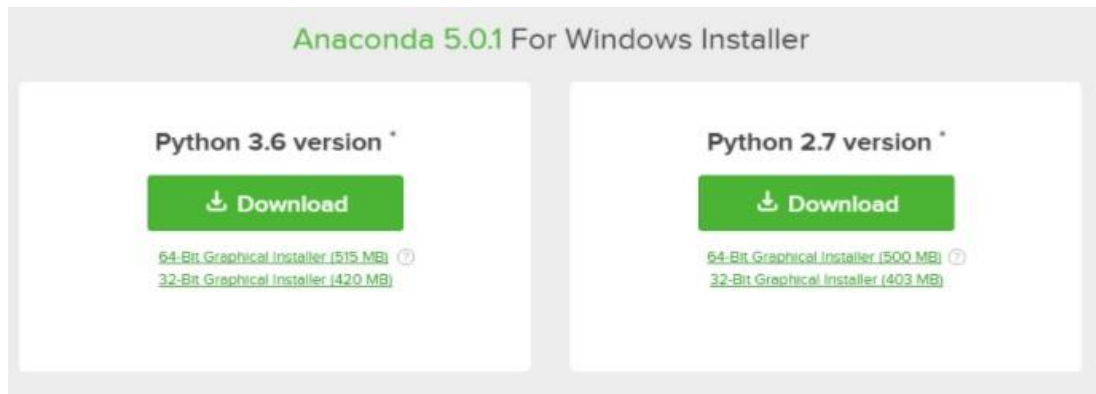 Anaconda 5.0.1 For Windows Installer
Python 3.6 version *
Download
64-Bit Graphical Installer (515 MB) ?
32-Bit Graphical Installer (420 MB)
Python 2.7 version *
Download
64-Bit Graphical Installer (500 MB) ?
32-Bit Graphical Installer (403 MB)